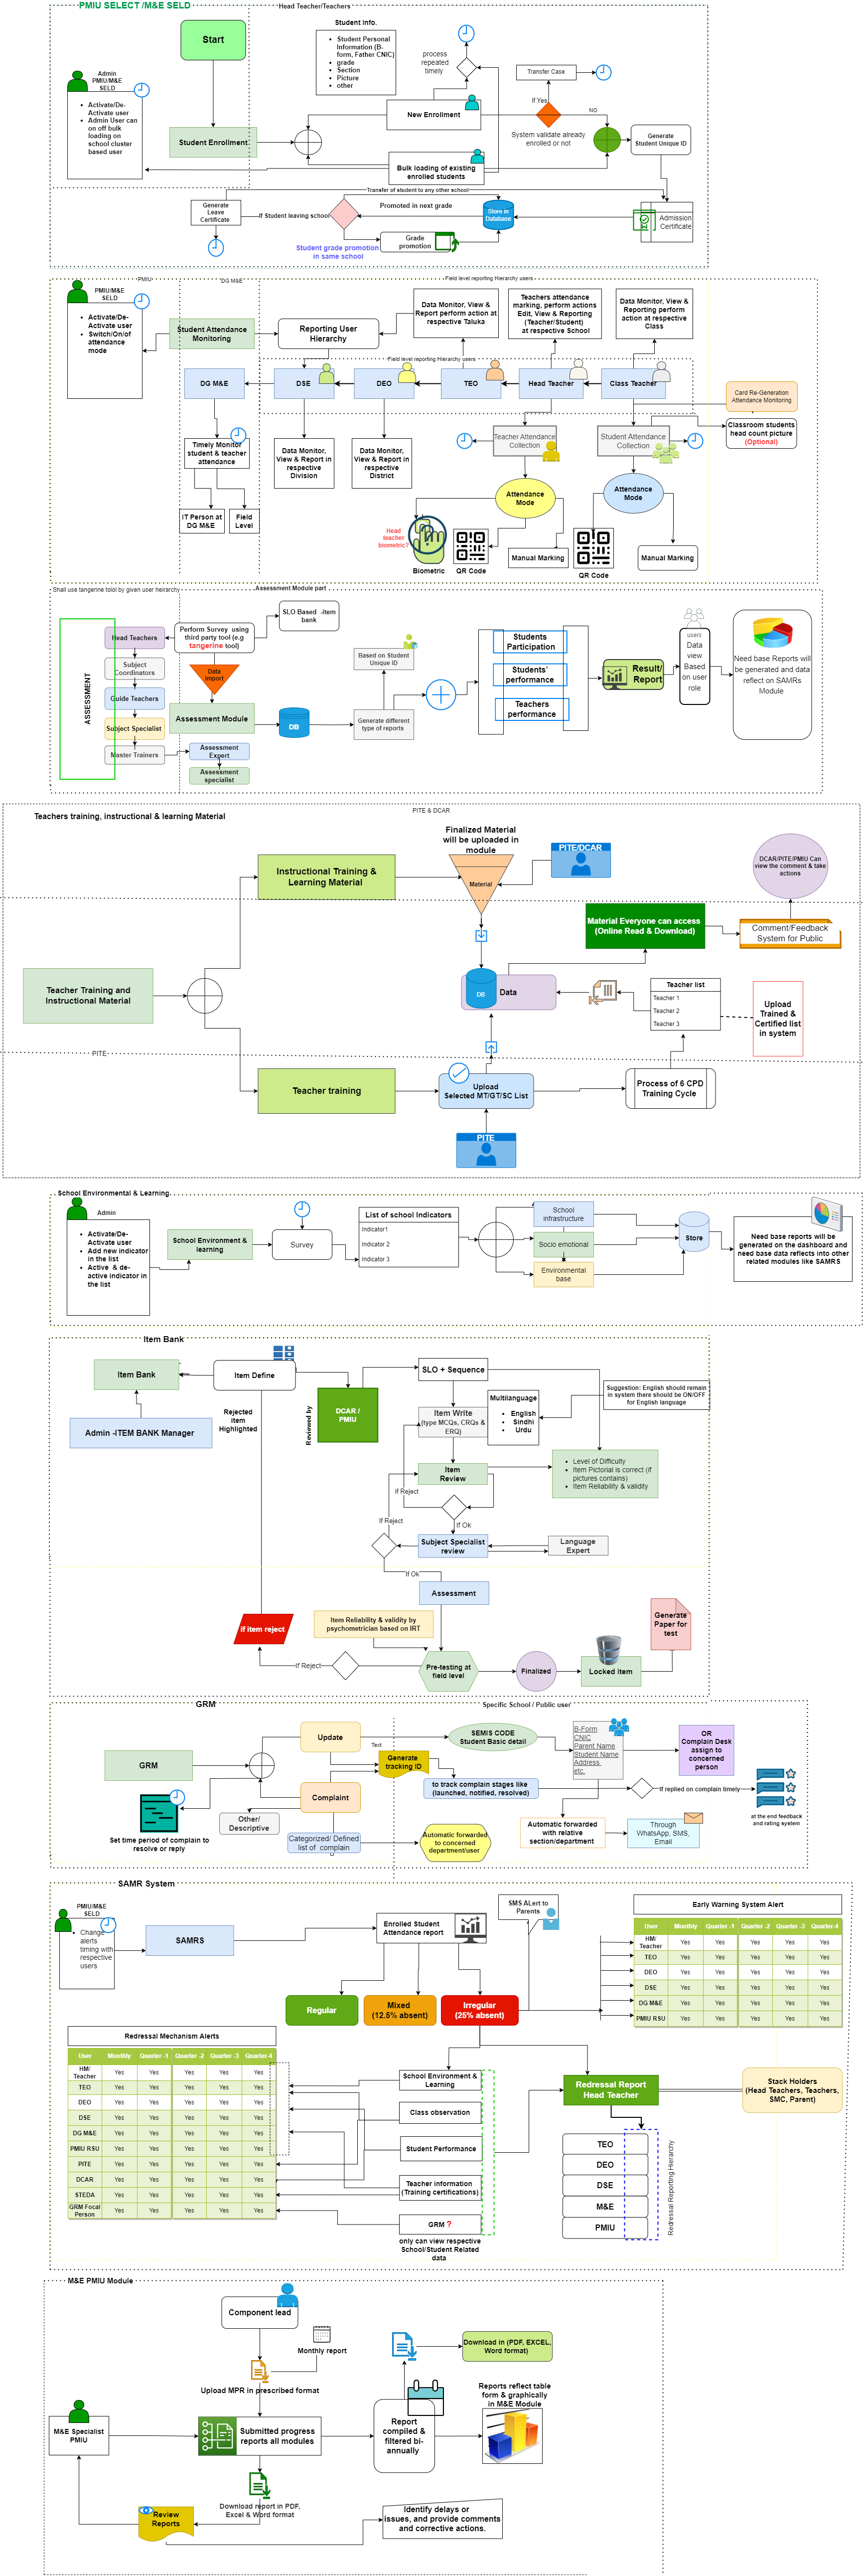 PMIU SELECT /M&E SELD
Head Teacher/Teachers
Start
Student Info.
Student Personal
Information (B-
form, Father CNIC)
grade
Section
Picture
other
process
repeated
timely
Admin
PMIU/M&E
SELD
Activate/De-
Activate user
Admin User can
on off bulk
loading on
school cluster
based user
Transfer Case
If Yes
NO
New Enrollment
System validate already
enrolled or not
Generate
Student Unique ID
Student Enrollment
Bulk loading of existing
enrolled students
Transfer of student to any other school
Generate
Leave
Certificate
If Student leaving school
Promoted in next grade
Store in
Database
Admission
Certificate
Grade
promotion
Student grade promotion
in same school
PMIU
DG M&E
Field level reporting Hierarchy users
PMIU/M&E
SELD
Activate/De-
Activate user
Switch/On/of
attendance
mode
Student Attendance
Monitoring
Reporting User
Hierarchy
Data Monitor, View &
Report perform action at
respective Taluka
Teachers attendance
marking, perform actions
Edit, View & Reporting
(Teacher/Student)
at respective School
Data Monitor, View &
Reporting perform
action at respective
Class
Field level reporting Hierarchy users
DG M&E
DSE
DEO
TEO
Head Teacher
Class Teacher
Card Re-Generation
Attendance Monitoring
Classroom students
head count picture
(Optional)
Timely Monitor
student & teacher
attendance
Data Monitor,
View & Report in
respective
Division
Data Monitor,
View & Report in
respective
District
Teacher Attendance
Collection
Student Attendance
Collection
Attendance
Mode
Attendance
Mode
IT Person at
DG M&E
Field
Level
Head
teacher
biometric?
Biometric
QR Code
Manual Marking
QR Code
Manual Marking
Shall use tangerine tolol by given user heirarchy
Assessment Module part
ASSESSMENT
Head Teachers
Perform Survey using
third party tool (e.g
tangerine tool)
SLO Based -item
bank
Subject
Coordinators
Data
Import
Guide Teachers
Subject Specialist
Assessment Module
DB
Master Trainers
Assessment
Expert
Assessment
specialist
Based on Student
Unique ID
Generate different
type of reports
Students
Participation
Students'
performance
Teachers
performance
Result/
Report
users
Data
view
Based
on user
role
Need base Reports will
be generated and data
reflect on SAMRs
Module
PITE & DCAR
Teachers training, instructional & learning Material
Finalized Material
will be uploaded in
module
Instructional Training &
Learning Material
Material
PITE/DCAR
DCAR/PITE/PMIU Can
view the comment & take
actions
Material Everyone can access
(Online Read & Download)
Comment/Feedback
System for Public
Teacher Training and
Instructional Material
DB
Data
Teacher list
Teacher 1
Teacher 2
Teacher 3
Upload
Trained &
Certified list
in system
PITE
Teacher training
Upload
Selected MT/GT/SC List
Process of 6 CPD
Training Cycle
PITE
School Environmental & Learning
Admin
Activate/De-
Activate user
Add new indicator
in the list
Active & de-
active indicator in
the list
School Environment &
learning
Survey
List of school Indicators
Indicator1
Indicator 2
Indicator 3
School
infrastructure
Socio emotional
Environmental
base
Store
Need base reports will be
generated on the dashboard and
need base data reflects into other
related modules like SAMRS
Item Bank
Item Bank
Item Define
Admin -ITEM BANK Manager
Rejected
item
Highlighted
Reviewed by
DCAR /
PMIU
SLO + Sequence
Item Write
(type MCQs, CRQs &
ERQ)
Multilanguage
English
Sindhi
Urdu
Suggestion: English should remain
in system there should be ON/OFF
for English language
Item
Review
Level of Difficulty
Item Pictorial is correct (if
pictures contains)
Item Reliability & validity
if Reject
If Reject
If Ok
Subject Specialist
review
Language
Expert
If Ok
Assessment
if item reject
Item Reliability & validity by
psychometrician based on IRT
If Reject
Pre-testing at
field level
Finalized
Locked item
Generate
Paper for
test
GRM
Specific School / Public user
GRM
Update
Text
Generate
tracking ID
SEMIS CODE
Student Basic detail
B-Form
CNIC
Parent Name
Student Name
Address
etc.
OR
Complain Desk
assign to
concerned
person
Complaint
to track complain stages like
(launched, notified, resolved)
If replied on complain timely
at the end feedback
and rating system
Set time period of complain to
resolve or reply
Other/
Descriptive
Categorized/ Defined
list of complain
Automatic forwarded
to concerned
department/user
Automatic forwarded
with relative
section/department
Through
WhatsApp, SMS,
Email
SAMR System
PMIU/M&E
SELD
Change
alerts
timing with
respective
users
SAMRS
Enrolled Student
Attendance report
SMS ALert to
Parents
Early Warning System Alert
User Monthly Quarter -1 Quarter -2 Quarter -3 Quarter-4
HM/
Teacher Yes Yes Yes Yes Yes
TEO Yes Yes Yes Yes Yes
DEO Yes Yes Yes Yes Yes
DSE Yes Yes Yes Yes Yes
DG M&E Yes Yes Yes Yes Yes
PMIU RSU Yes Yes Yes Yes Yes
Regular
Mixed
(12.5% absent)
Irregular
(25% absent)
Redressal Mechanism Alerts
User Monthly Quarter -1 Quarter -2 Quarter -3 Quarter-4
HM/
Teacher Yes Yes Yes Yes Yes
TEO Yes Yes Yes Yes Yes
DEO Yes Yes Yes Yes Yes
DSE Yes Yes Yes Yes Yes
DG M&E Yes Yes Yes Yes Yes
PMIU RSU Yes Yes Yes Yes Yes
PITE Yes Yes Yes Yes Yes
DCAR Yes Yes Yes Yes Yes
STEDA Yes Yes Yes Yes Yes
GRM Focal
Person Yes Yes Yes Yes Yes
School Environment &
Learning
Class observation
Student Performance
Teacher information
(Training certifications)
GRM ?
only can view respective
School/Student Related
data
Redressal Report
Head Teacher
Stack Holders
(Head Teachers, Teachers,
SMC, Parent)
TEO
DEO
DSE
M&E
PMIU
Redressal Reporting Hierarchy
M&E PMIU Module
Component lead
Monthly report
Upload MPR in prescribed format
Download in (PDF, EXCEL,
Word format)
M&E Specialist
PMIU
Submitted progress
reports all modules
Report
compiled &
filtered bi-
annually
Reports reflect table
form & graphically
in M&E Module
Download report in PDF,
Excel & Word format
Review
Reports
Identify delays or
issues, and provide comments
and corrective actions.